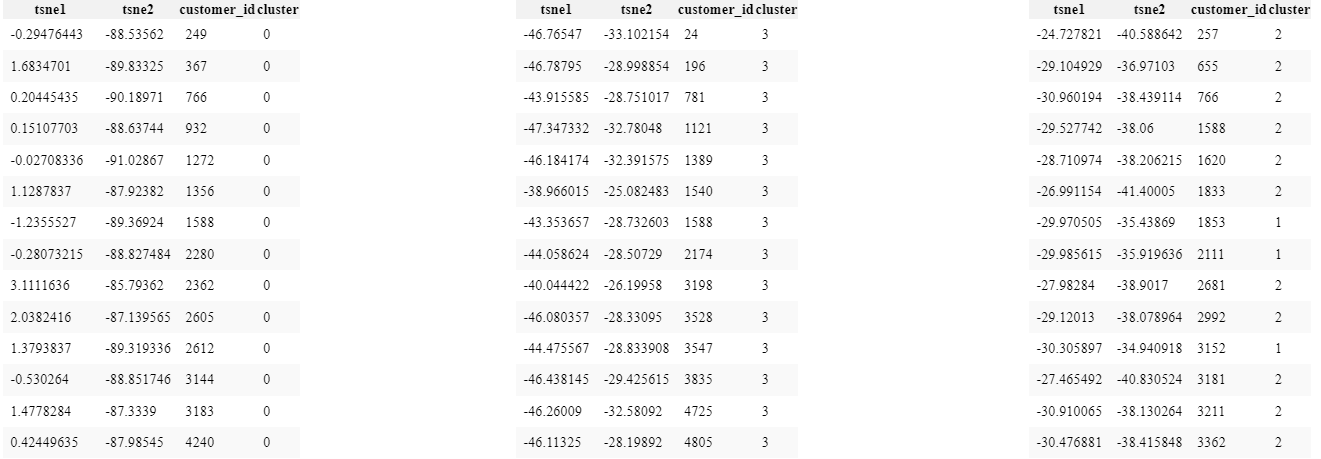 tsne1 tsne2 customer_id cluster
-0.29476443 -88.53562 249 0
1.6834701 -89.83325 367 0
0.20445435 -90.18971 766 0
0.15107703 -88.63744 932 0
-0.02708336 -91.02867 1272 0
1.1287837 -87.92382 1356 0
-1.2355527 -89.36924 1588 0
-0.28073215 -88.827484 2280 0
3.1111636 -85.79362 2362 0
2.0382416 -87.139565 2605 0
1.3793837 -89.319336 2612 0
-0.530264 -88.851746 3144 0
1.4778284 -87.3339 3183 0
0.42449635 -87.98545 4240 0
tsne1 tsne2 customer_id cluster
-46.76547 -33.102154 24 3
-46.78795 -28.998854 196 3
-43.915585 -28.751017 781 3
-47.347332 -32.78048 1121 3
-46.184174 -32.391575 1389 3
-38.966015 -25.082483 1540 3
-43.353657 -28.732603 1588 3
-44.058624 -28.50729 2174 3
-40.044422 -26.19958 3198 3
-46.080357 -28.33095 3528 3
-44.475567 -28.833908 3547 3
-46.438145 -29.425615 3835 3
-46.26009 -32.58092 4725 3
-46.11325 -28.19892 4805 3
tsne1 tsne2 customer_id cluster
-24.727821 -40.588642 257 2
-29.104929 -36.97103 655 2
-30.960194 -38.439114 766 2
-29.527742 -38.06 1588 2
-28.710974 -38.206215 1620 2
-26.991154 -41.40005 1833 2
-29.970505 -35.43869 1853 1
-29.985615 -35.919636 2111 1
-27.98284 -38.9017 2681 2
-29.12013 -38.078964 2992 2
-30.305897 -34.940918 3152 1
-27.465492 -40.830524 3181 2
-30.910065 -38.130264 3211 2
-30.476881 -38.415848 3362 2